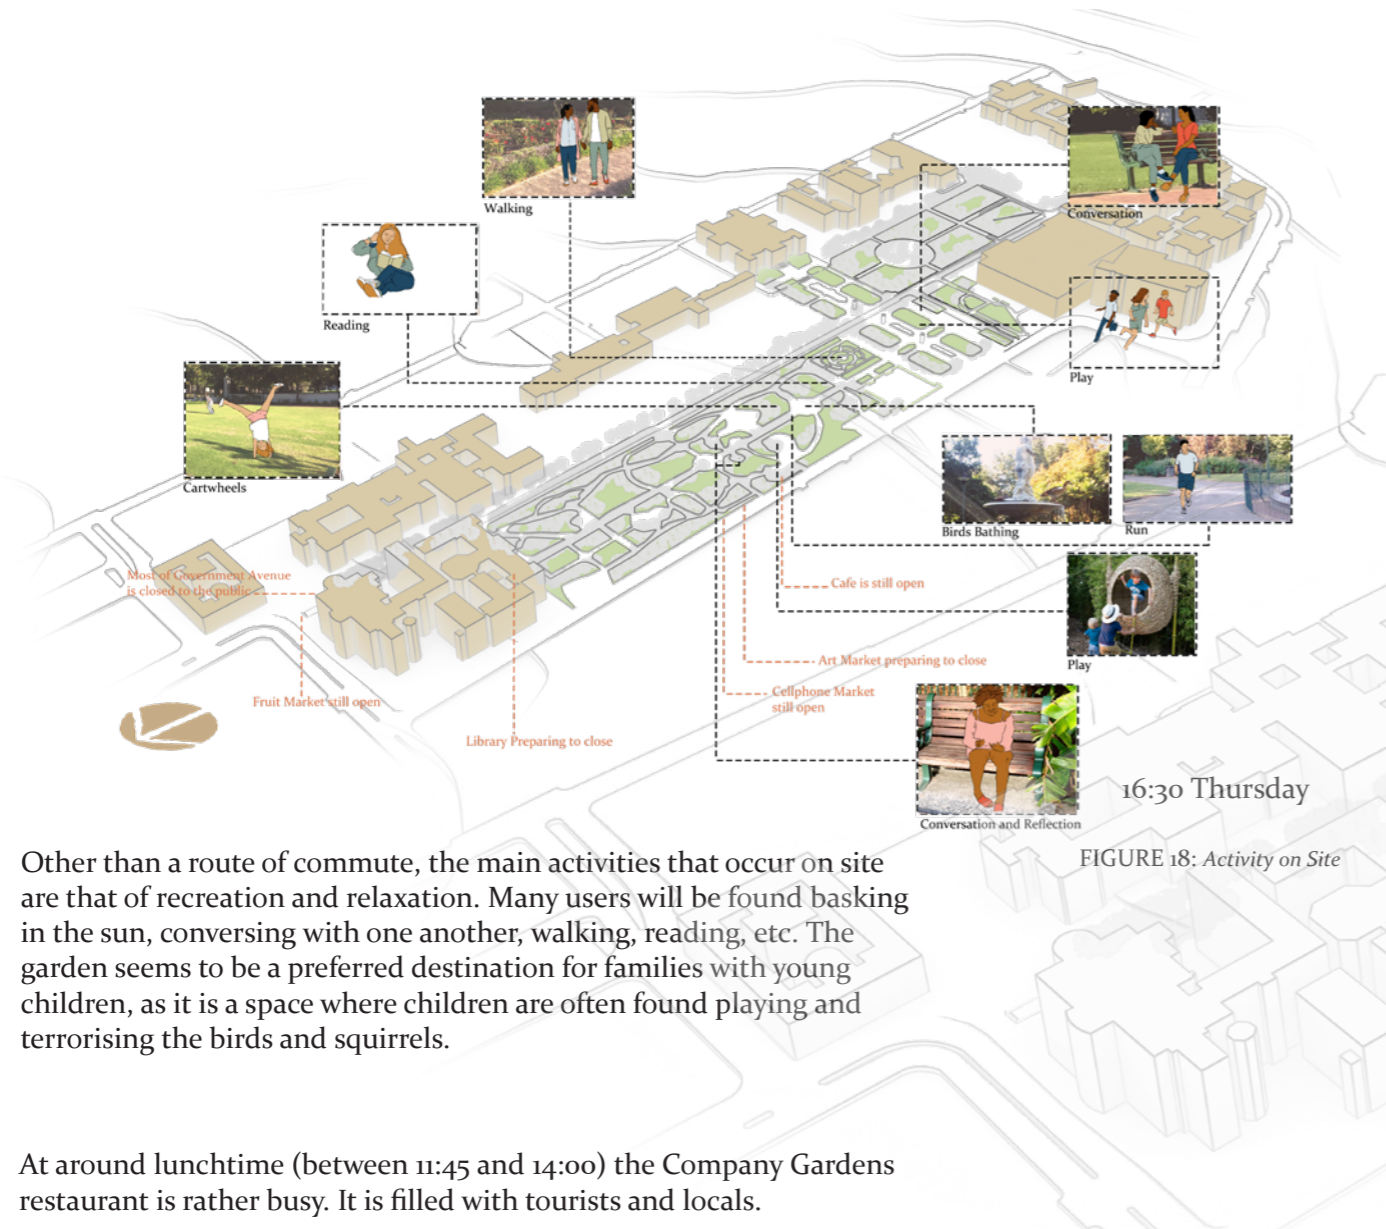 Walking
Conversation
Reading
Play
Cartwheels
Birds Bathing
Run
Most of Government Avenue
is closed to the public
Cafe is still open
Play
Art Market preparing to close
Cellphone Market
still open
Fruit Market still open
Library Preparing to close
Conversation and Reflection
16:30 Thursday
FIGURE 18: Activity on Site
Other than a route of commute, the main activities that occur on site
are that of recreation and relaxation. Many users will be found basking
in the sun, conversing with one another, walking, reading, etc. The
garden seems to be a preferred destination for families with young
children, as it is a space where children are often found playing and
terrorising the birds and squirrels.
At around lunchtime (between 11:45 and 14:00) the Company Gardens
restaurant is rather busy. It is filled with tourists and locals.